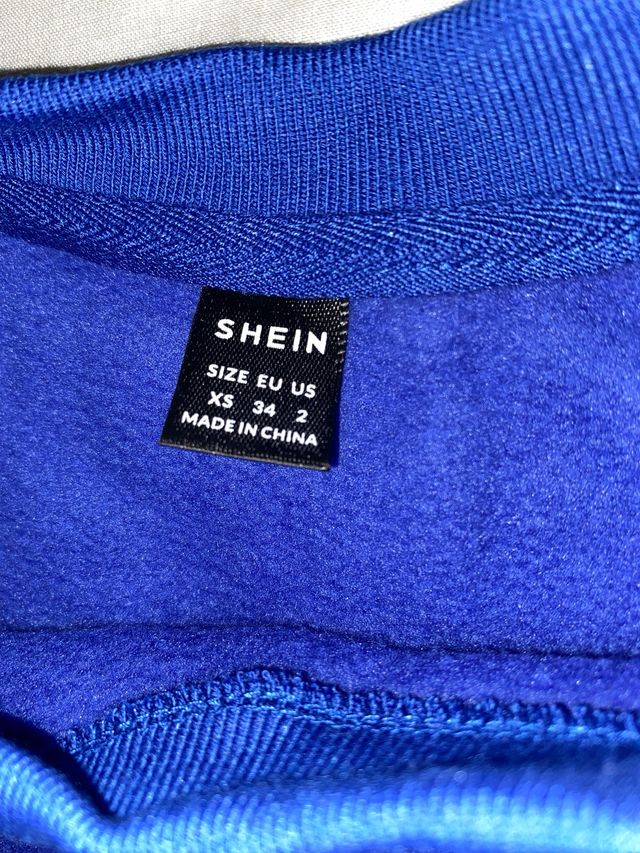 SHEIN
SIZE EU US
XS 34 2
MADE IN CHINA